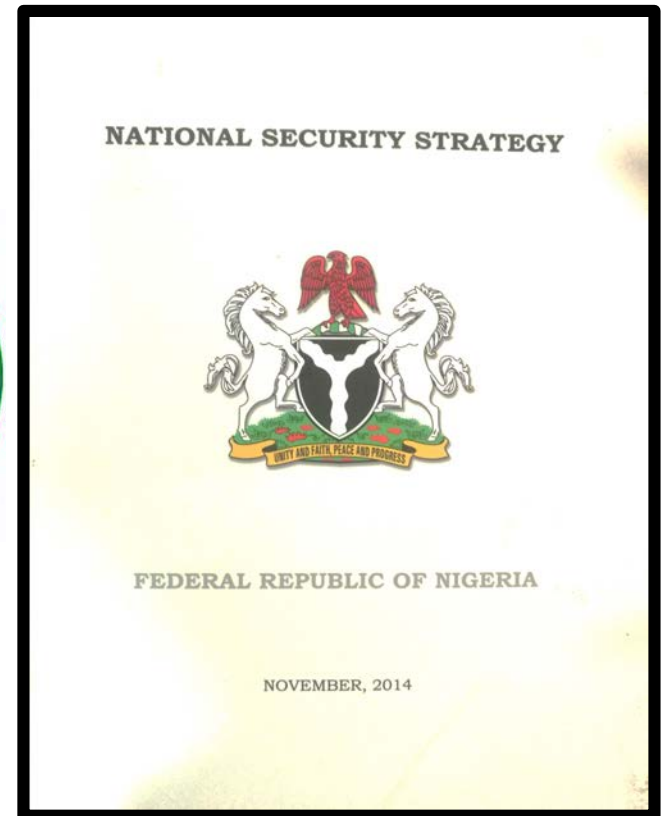 NATIONAL SECURITY STRATEGY
UNITY AND FAITH, PEACE AND PROGRESS
FEDERAL REPUBLIC OF NIGERIA
NOVEMBER, 2014